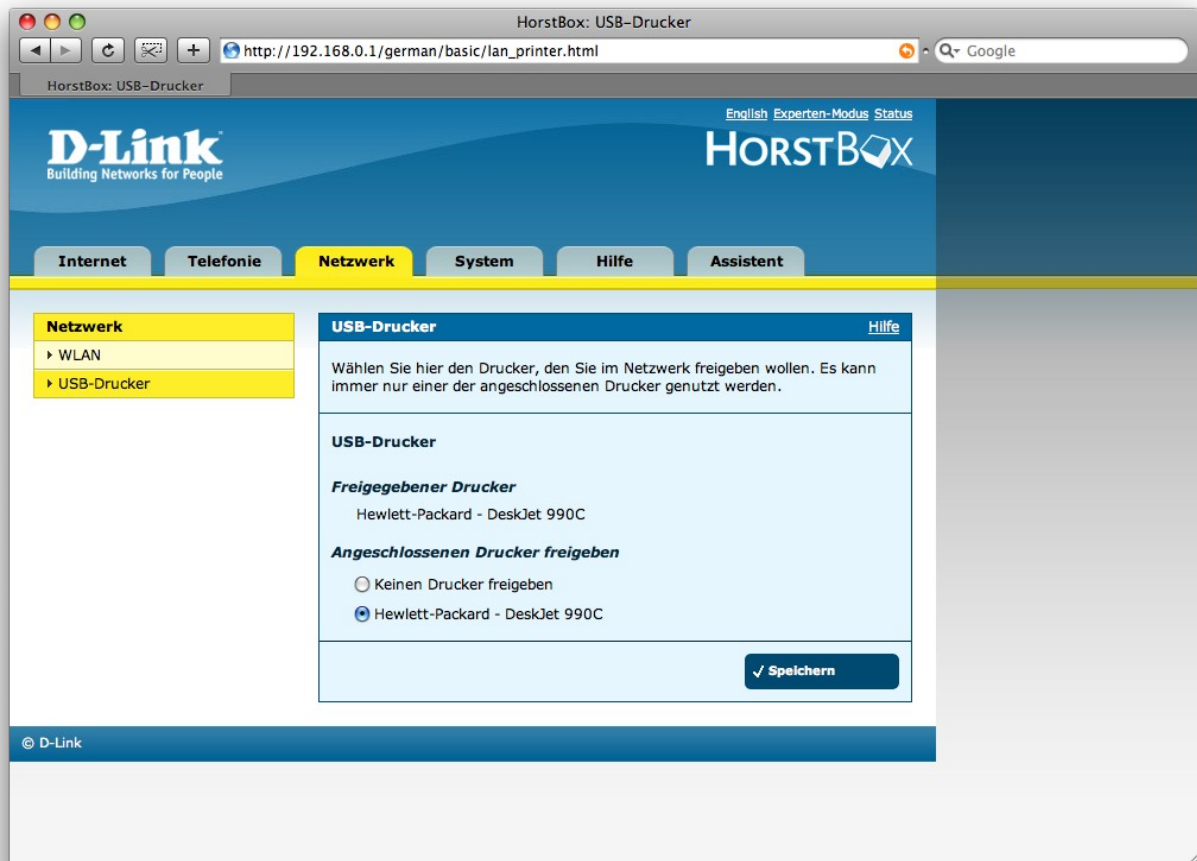 HorstBox: USB-Drucker
http://192.168.0.1/german/basic/lan_printer.html
Google
HorstBox: USB-Drucker
English Experten-Modus Status
D-Link
Building Networks for People
HORSTBOX
Internet Telefonie Netzwerk System Hilfe Assistent
Netzwerk
WLAN
USB-Drucker
USB-Drucker Hilfe
Wählen Sie hier den Drucker, den Sie im Netzwerk freigeben wollen. Es kann
immer nur einer der angeschlossenen Drucker genutzt werden.
USB-Drucker
Freigegebener Drucker
Hewlett-Packard - DeskJet 990C
Angeschlossenen Drucker freigeben
Keinen Drucker freigeben
Hewlett-Packard - DeskJet 990C
Speichern
© D-Link